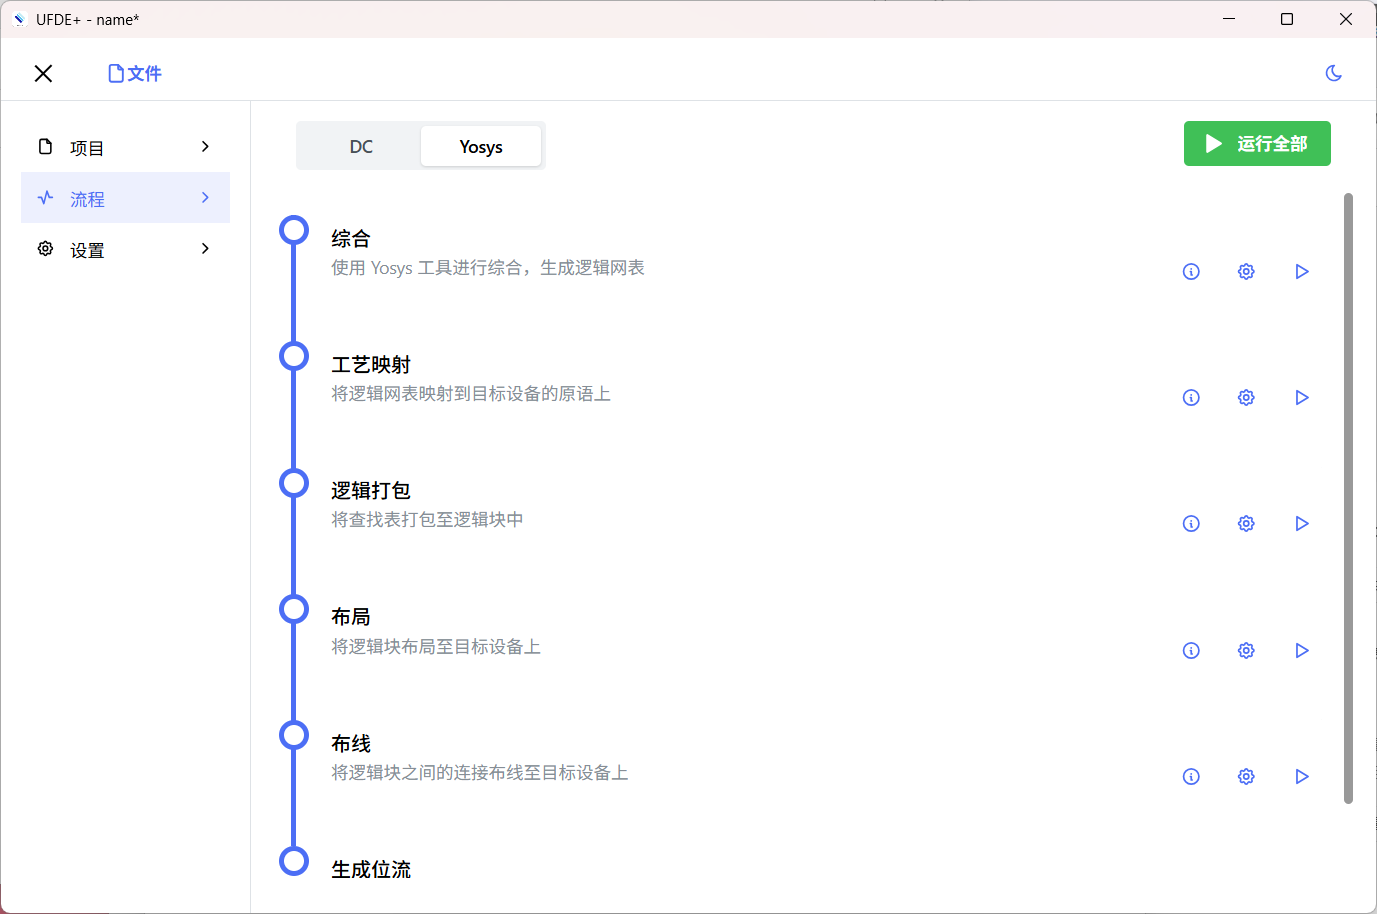 UFDE+ - name*
文件
项目
流程
设置
DC
Yosys
运行全部
综合
使用 Yosys 工具进行综合，生成逻辑网表
工艺映射
将逻辑网表映射到目标设备的原语上
逻辑打包
将查找表打包至逻辑块中
布局
将逻辑块布局至目标设备上
布线
将逻辑块之间的连接布线至目标设备上
生成位流